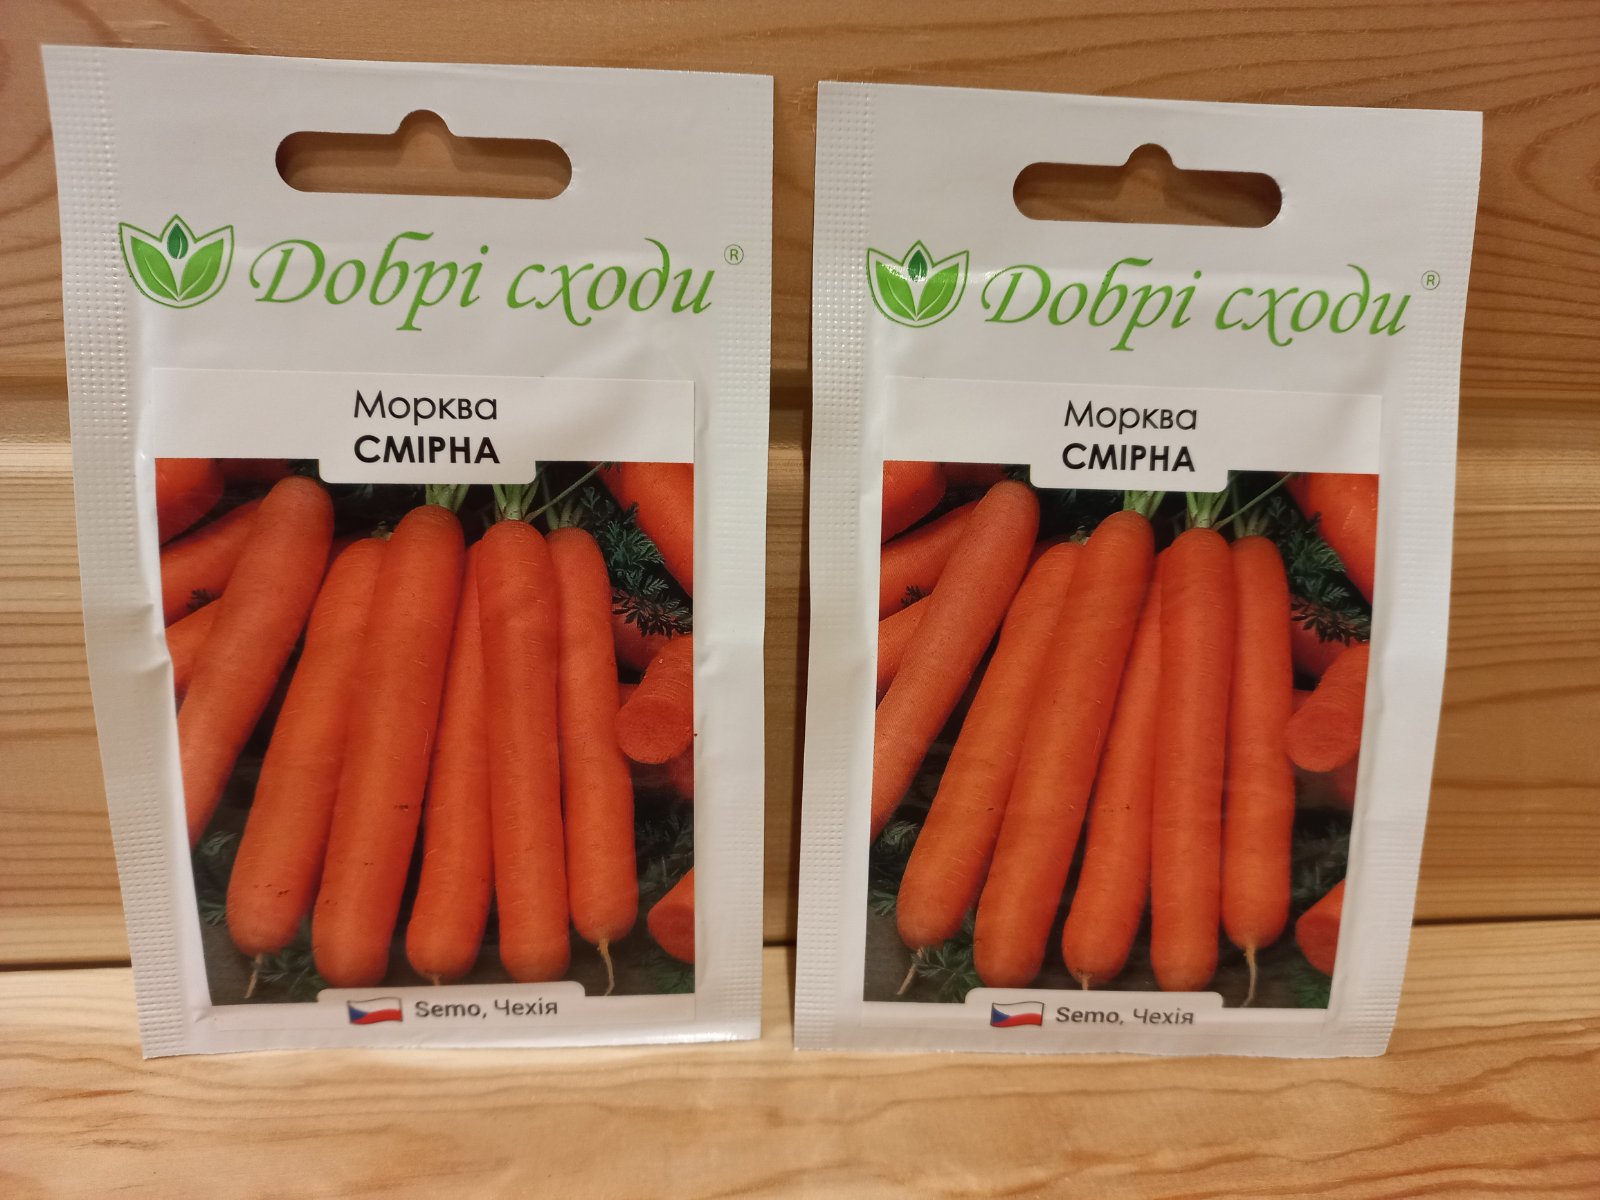 Добрі сходи®
Морква
СМІРНА
Semo, Чехія
Добрі сходи®
Морква
СМІРНА
Semo, Чехія